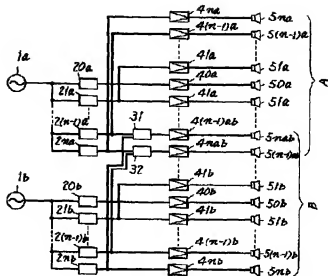 4na 5na
4(n-1)a 5(n-1)a
1a 20a 41a 51a
40a 50a
21a 41a 51a
A
2(n-1)a 31 4(n-1)ab 5nab
2na 4nab 5(n-1)ab
32
1b 20b 41b 51b
40b 50b
21b 41b 51b
B
2(n-1)b 4(n-1)b 5(n-1)b
2nb 4nb 5nb